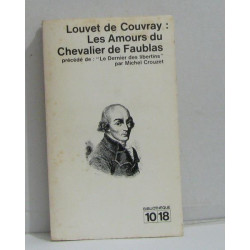 Louvet de Couvray :
Les Amours du
Chevalier de Faublas
précédé de : "Le Dernier des libertins"
par Michel Crouzet
BIBLIOTHÈQUE
10|18